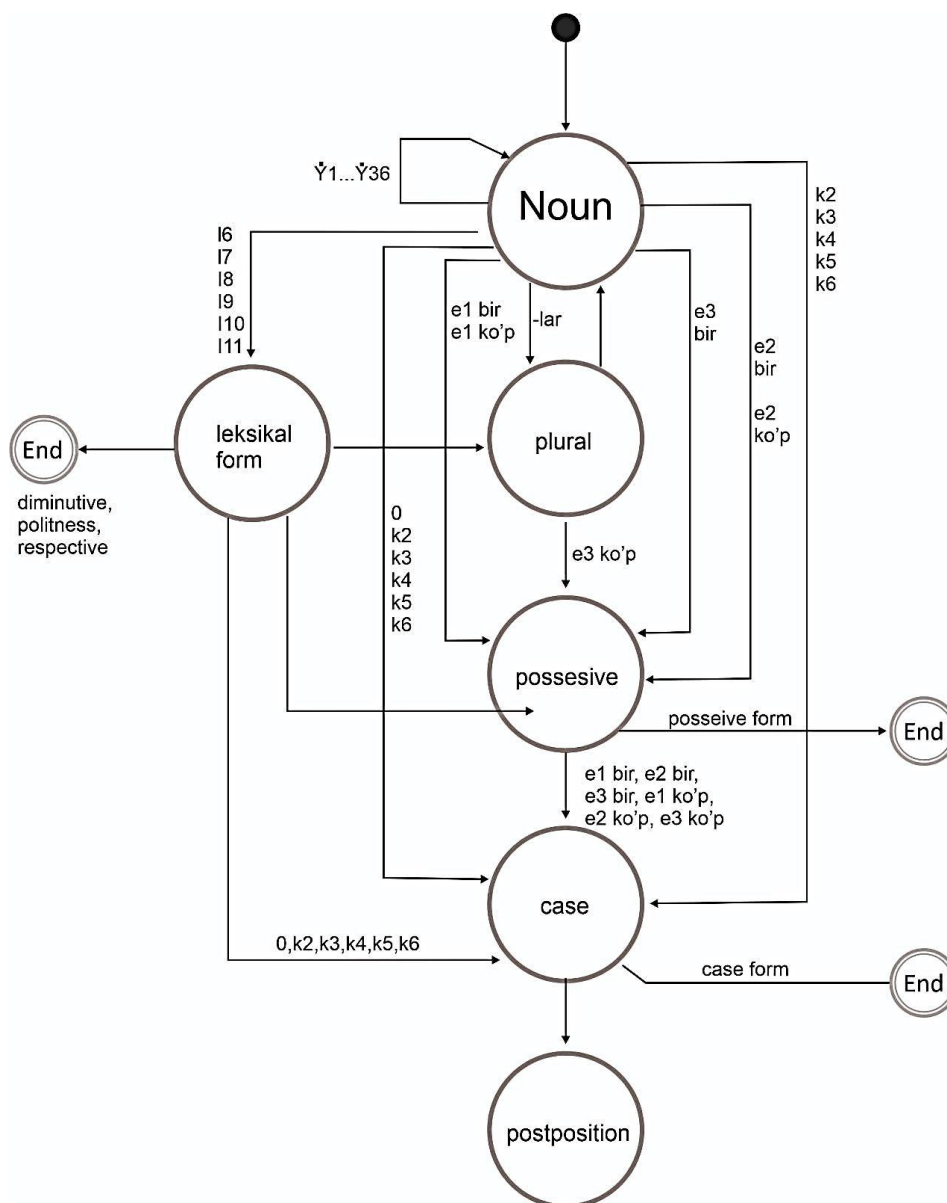 Ẏ1...Ẏ36
Noun
k2
k3
k4
k5
k6
l6
l7
l8
l9
l10
l11
e1 bir
e1 ko’p
-lar
e3
bir
e2
bir
e2
ko’p
leksikal
form
plural
End
diminutive,
politness,
respective
0
k2
k3
k4
k5
k6
e3 ko’p
possesive
posseive form
End
e1 bir, e2 bir,
e3 bir, e1 ko’p,
e2 ko’p, e3 ko’p
case
0,k2,k3,k4,k5,k6
case form
End
postposition